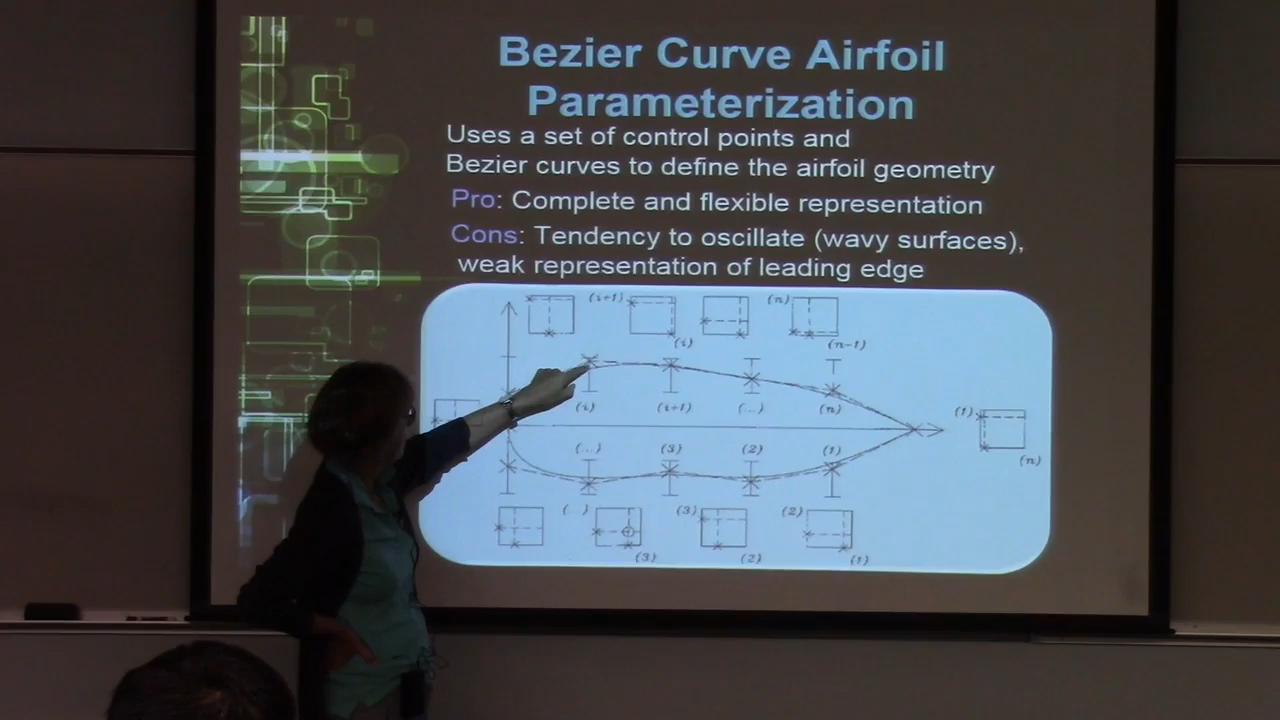 Bezier Curve Airfoil
Parameterization
Uses a set of control points and
Bezier curves to define the airfoil geometry
Pro: Complete and flexible representation
Cons: Tendency to oscillate (wavy surfaces),
weak representation of leading edge
(i+1) (n)
(i) (n-1)
(i) (i+1) (...) (n)
(1)
(n)
(...) (3) (2) (1)
(...) (3) (2)
(3) (2) (1)